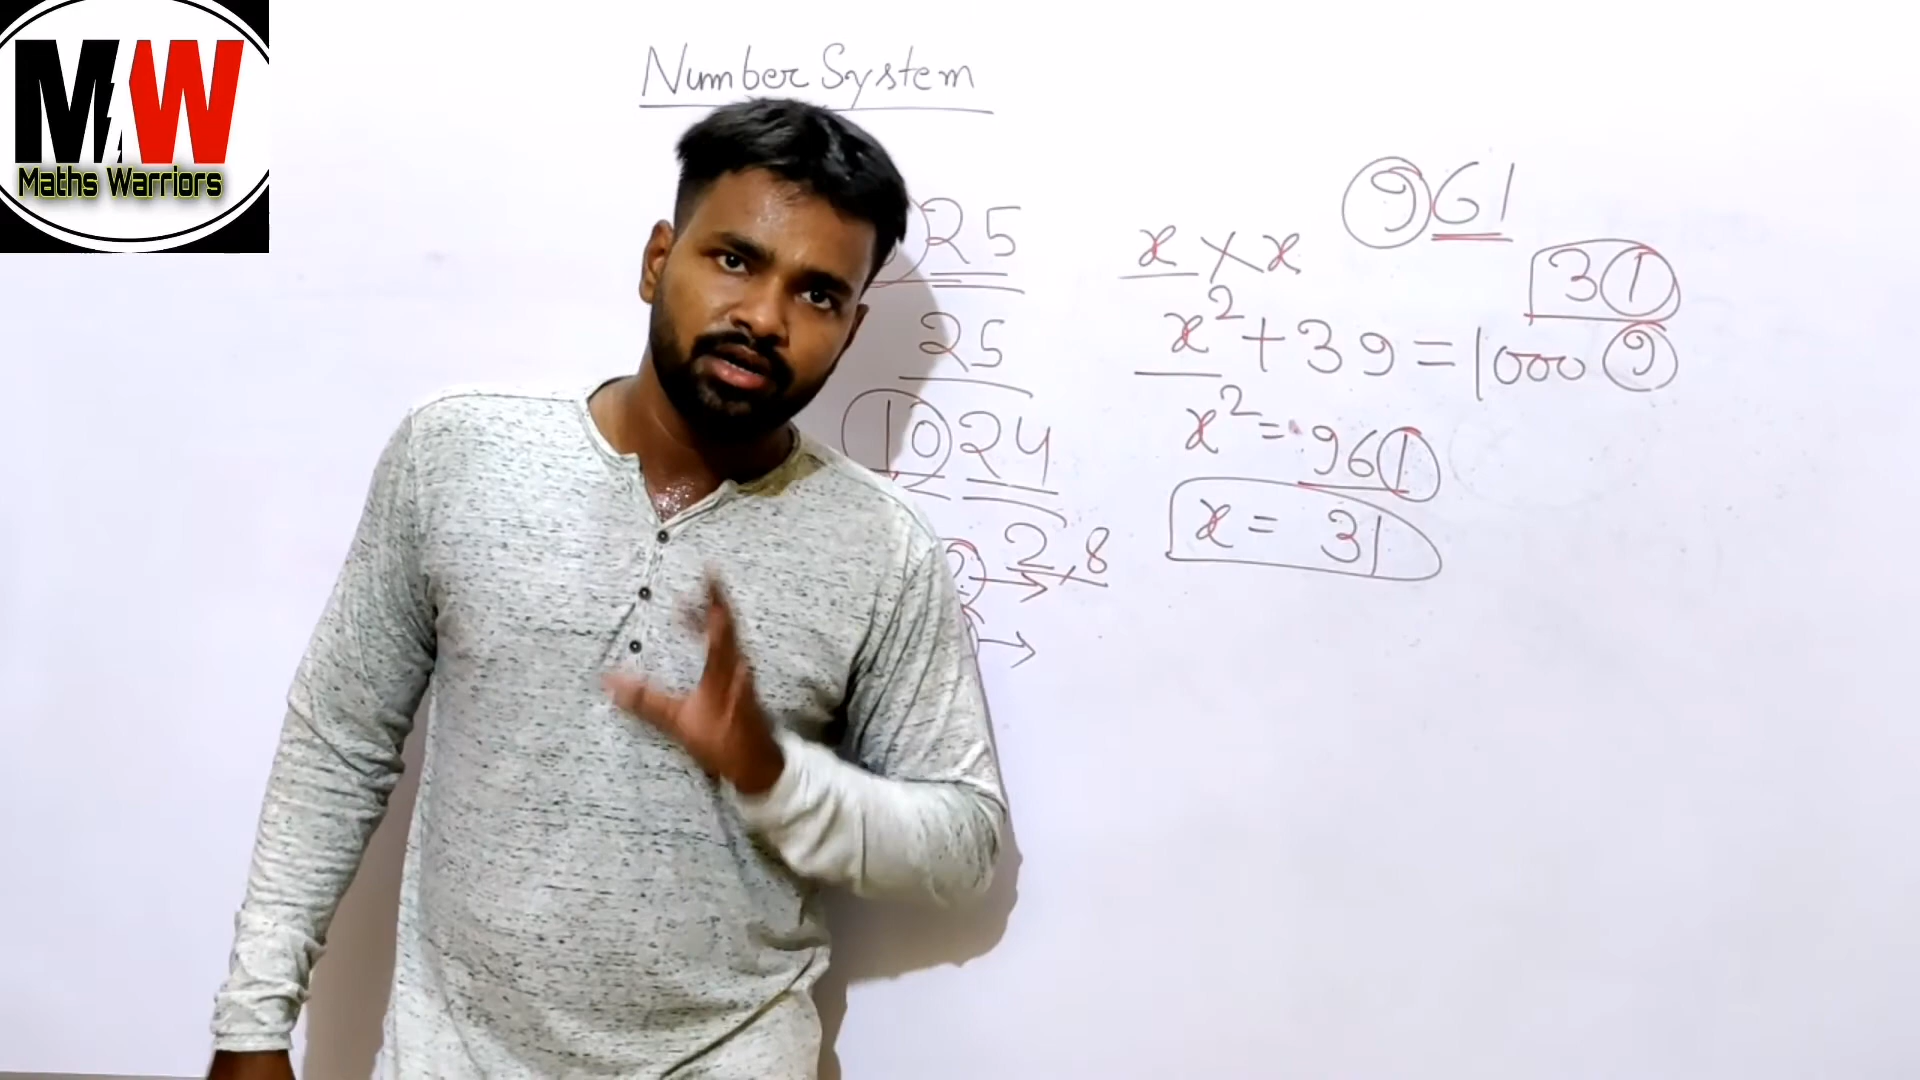 MW
Maths Warriors
Number System
25
25
1024
2 8
961
x × x
31
x² + 39 = 1000 9
x² = 961
x = 31